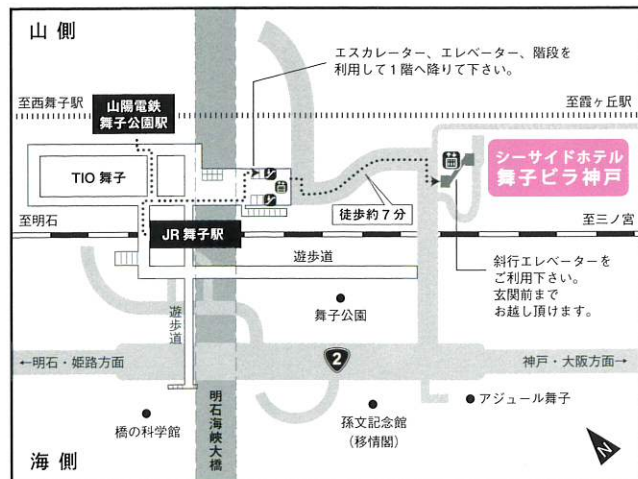 山側
エスカレーター、エレベーター、階段を
利用して1階へ降りて下さい。
至西舞子駅
山陽電鉄
舞子公園駅
至霞ヶ丘駅
TIO 舞子
シーサイドホテル
舞子ビラ神戸
徒歩約7分
至明石
JR 舞子駅
至三ノ宮
遊歩道
斜行エレベーターを
ご利用下さい。
玄関前まで
お越し頂けます。
遊歩道
舞子公園
2
←明石・姫路方面
神戸・大阪方面→
明石海峡大橋
アジュール舞子
橋の科学館
孫文記念館
(移情閣)
海側
N